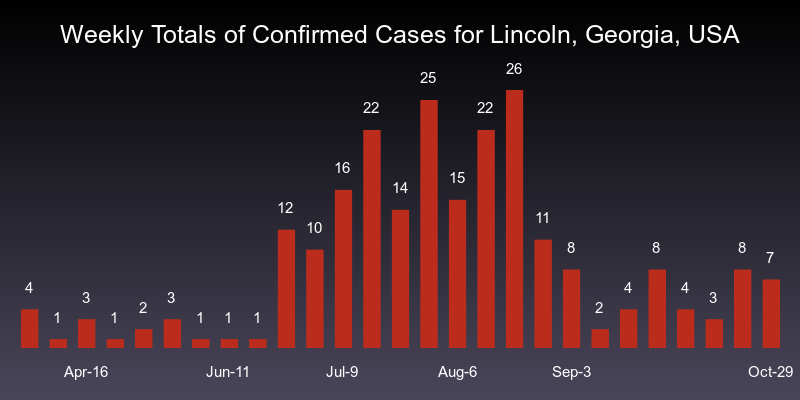 Weekly Totals of Confirmed Cases for Lincoln, Georgia, USA
4 1 3 1 2 3 1 1 1 12 10 16 22 14 25 15 22 26 11 8 2 4 8 4 3 8 7
Apr-16 Jun-11 Jul-9 Aug-6 Sep-3 Oct-29